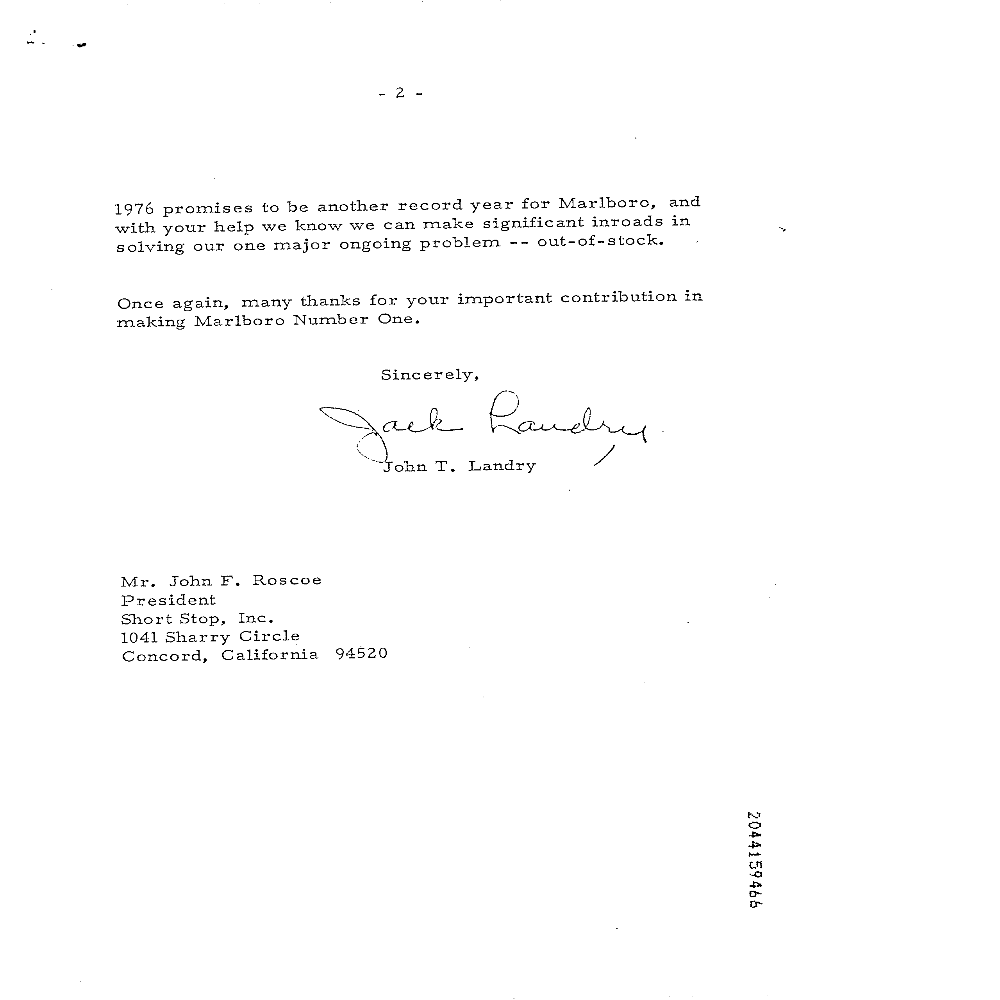 - 2 -
1976 promises to be another record year for Marlboro, and
with your help we know we can make significant inroads in
solving our one major ongoing problem -- out-of-stock.
Once again, many thanks for your important contribution in
making Marlboro Number One.
Sincerely,
Jack Landry
John T. Landry
Mr. John F. Roscoe
President
Short Stop, Inc.
1041 Sharry Circle
Concord, California 94520
2044159466